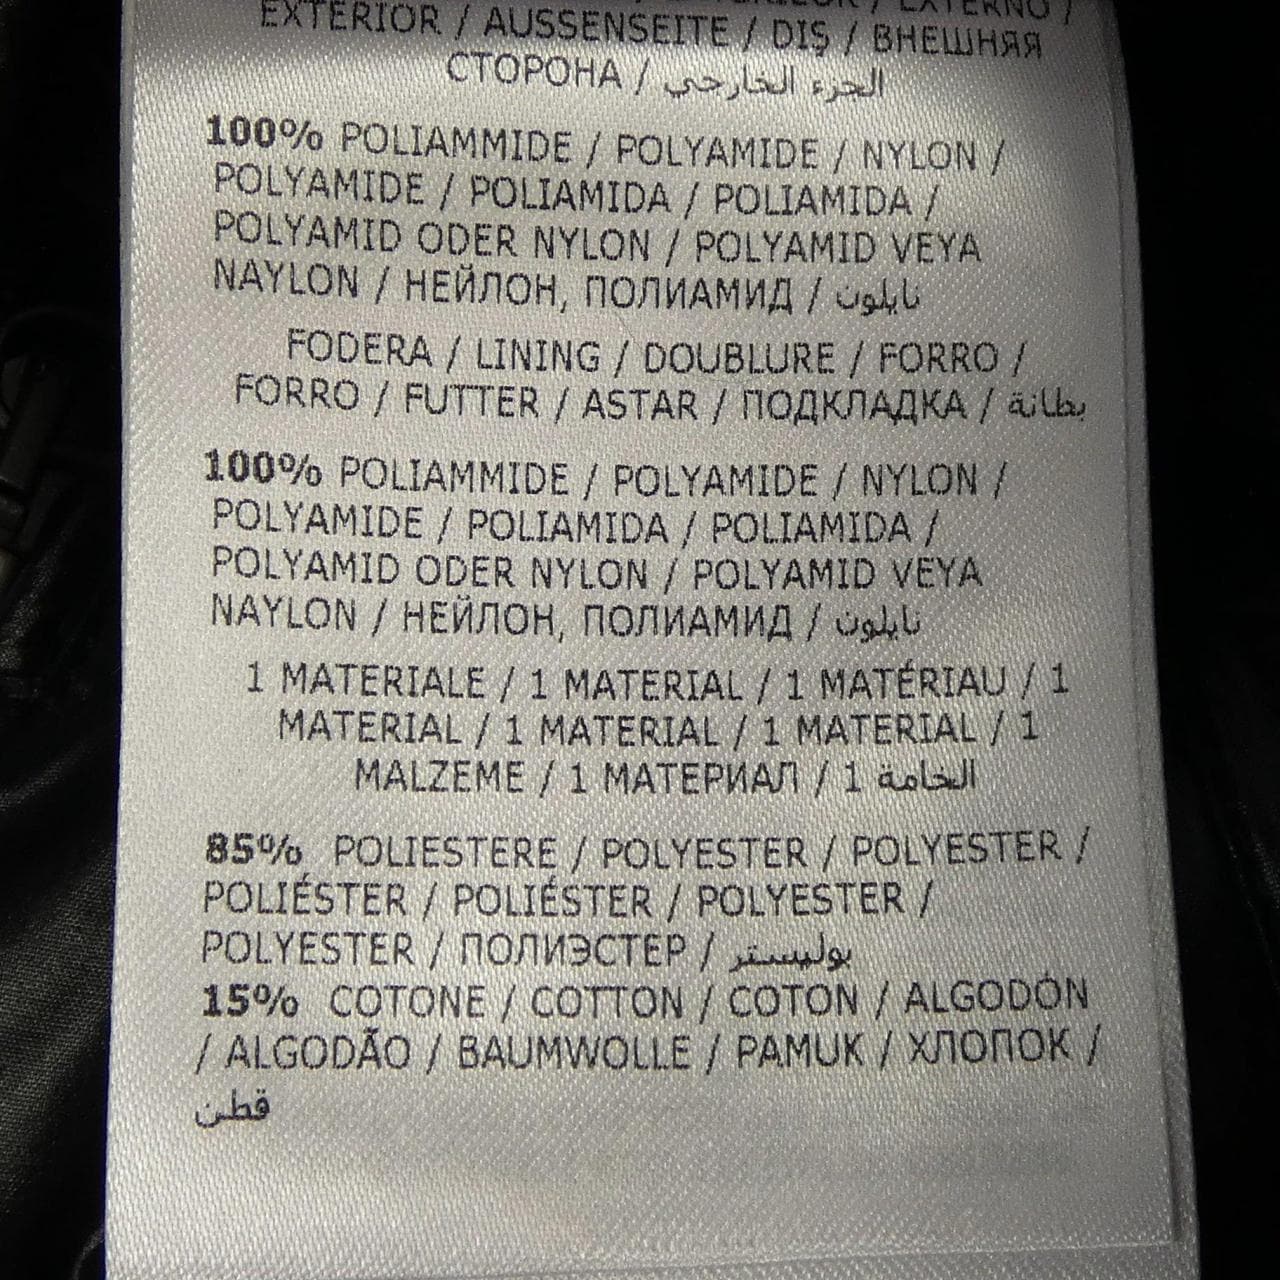 EXTERNO /
EXTERIOR / AUSSENSEITE / DIŞ / ВНЕШНЯЯ
СТОРОНА / الجزء الخارجي
100% POLIAMMIDE / POLYAMIDE / NYLON /
POLYAMIDE / POLIAMIDA / POLIAMIDA /
POLYAMID ODER NYLON / POLYAMID VEYA
NAYLON / НЕЙЛОН, ПОЛИАМИД / نايلون
FODERA / LINING / DOUBLURE / FORRO /
FORRO / FUTTER / ASTAR / ПОДКЛАДКА / بطانة
100% POLIAMMIDE / POLYAMIDE / NYLON /
POLYAMIDE / POLIAMIDA / POLIAMIDA /
POLYAMID ODER NYLON / POLYAMID VEYA
NAYLON / НЕЙЛОН, ПОЛИАМИД / نايلون
1 MATERIALE / 1 MATERIAL / 1 MATÉRIAU / 1
MATERIAL / 1 MATERIAL / 1 MATERIAL / 1
MALZEME / 1 МАТЕРИАЛ / 1 الخامة
85% POLIESTERE / POLYESTER / POLYESTER /
POLIÉSTER / POLIÉSTER / POLYESTER /
POLYESTER / ПОЛИЭСТЕР / بوليستر
15% COTONE / COTTON / COTON / ALGODÓN
/ ALGODÃO / BAUMWOLLE / PAMUK / ХЛОПОК /
قطن